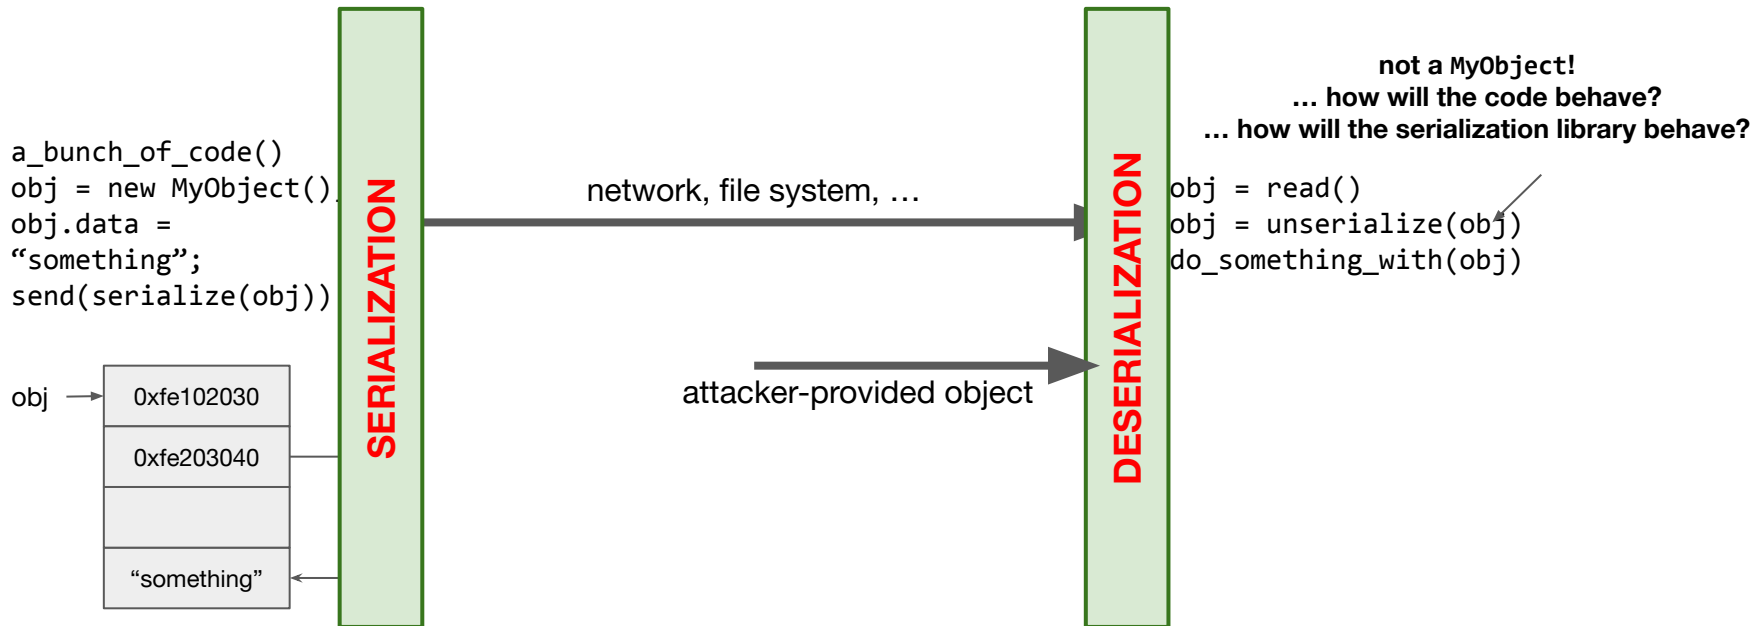 not a MyObject!
… how will the code behave?
… how will the serialization library behave?
a_bunch_of_code()
obj = new MyObject()
obj.data =
“something”;
send(serialize(obj))
SERIALIZATION
network, file system, …
DESERIALIZATION
obj = read()
obj = unserialize(obj)
do_something_with(obj)
attacker-provided object
obj
0xfe102030
0xfe203040
“something”